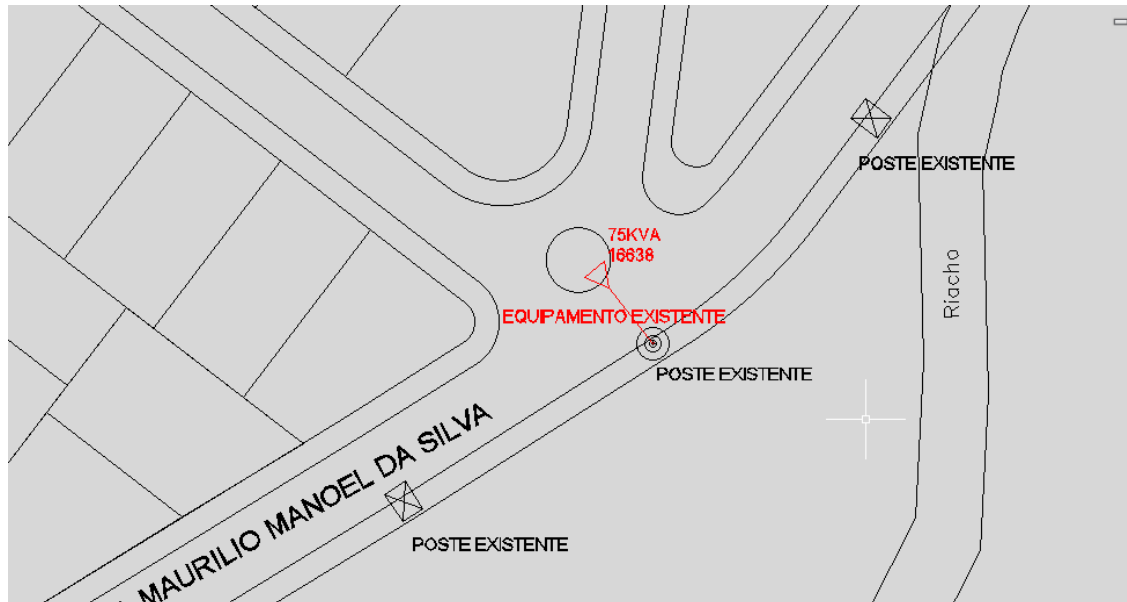 POSTE EXISTENTE
75KVA
16638
Riacho
EQUIPAMENTO EXISTENTE
POSTE EXISTENTE
MAURILIO MANOEL DA SILVA
POSTE EXISTENTE